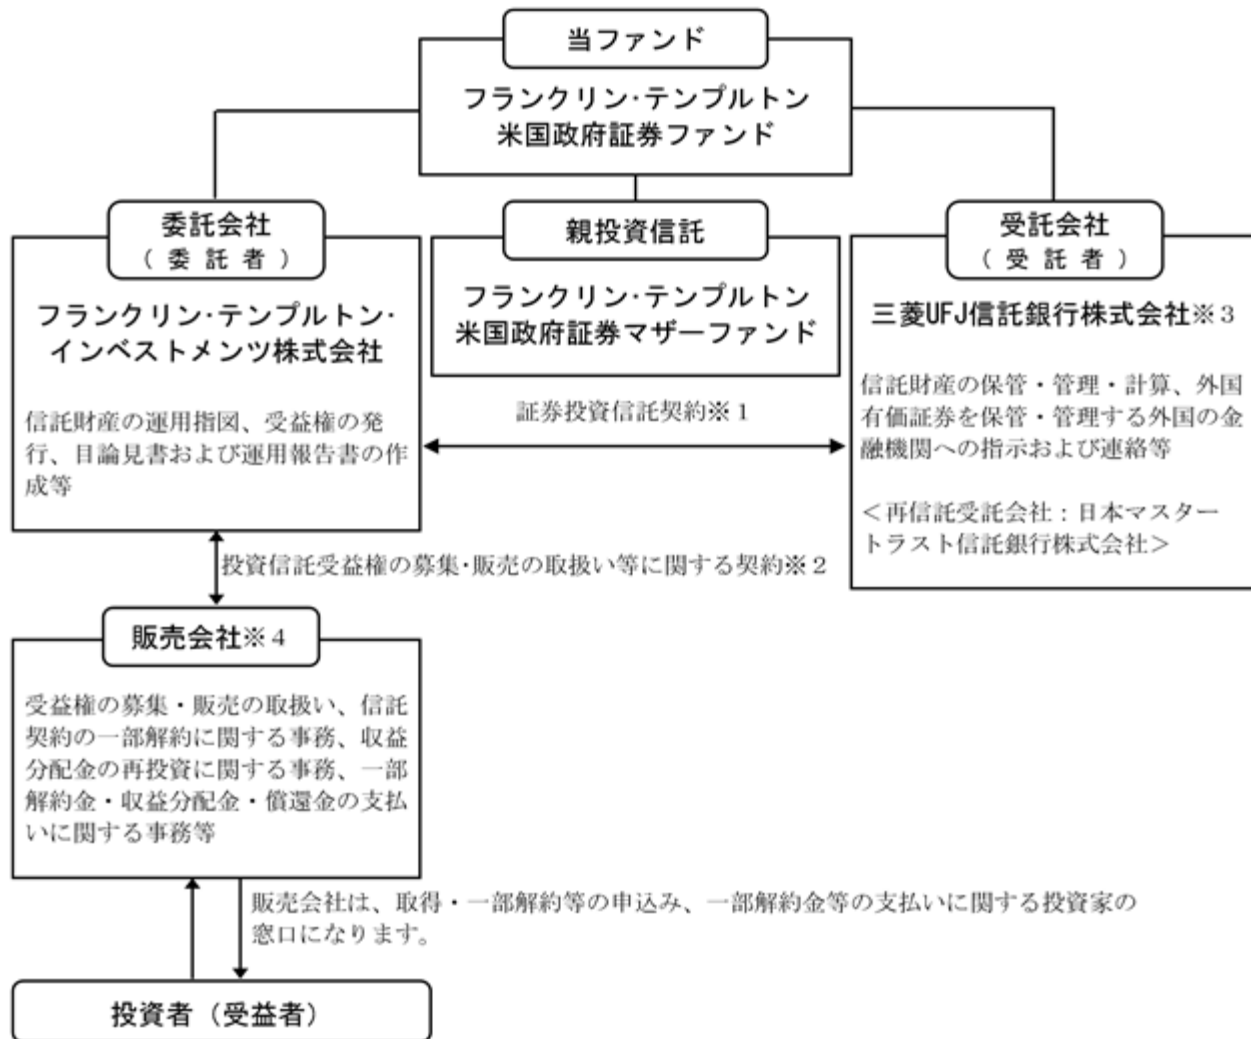 当ファンド
フランクリン・テンプルトン
米国政府証券ファンド
委託会社
（委託者）
フランクリン・テンプルトン・
インベストメンツ株式会社
信託財産の運用指図、受益権の発
行、目論見書および運用報告書の作
成等
親投資信託
フランクリン・テンプルトン
米国政府証券マザーファンド
証券投資信託契約※１
受託会社
（受託者）
三菱UFJ信託銀行株式会社※３
信託財産の保管・管理・計算、外国
有価証券を保管・管理する外国の金
融機関への指示および連絡等
＜再信託受託会社：日本マスター
トラスト信託銀行株式会社＞
投資信託受益権の募集・販売の取扱い等に関する契約※２
販売会社※４
受益権の募集・販売の取扱い、信託
契約の一部解約に関する事務、収益
分配金の再投資に関する事務、一部
解約金・収益分配金・償還金の支払
いに関する事務等
販売会社は、取得・一部解約等の申込み、一部解約金等の支払いに関する投資家の
窓口になります。
投資者（受益者）